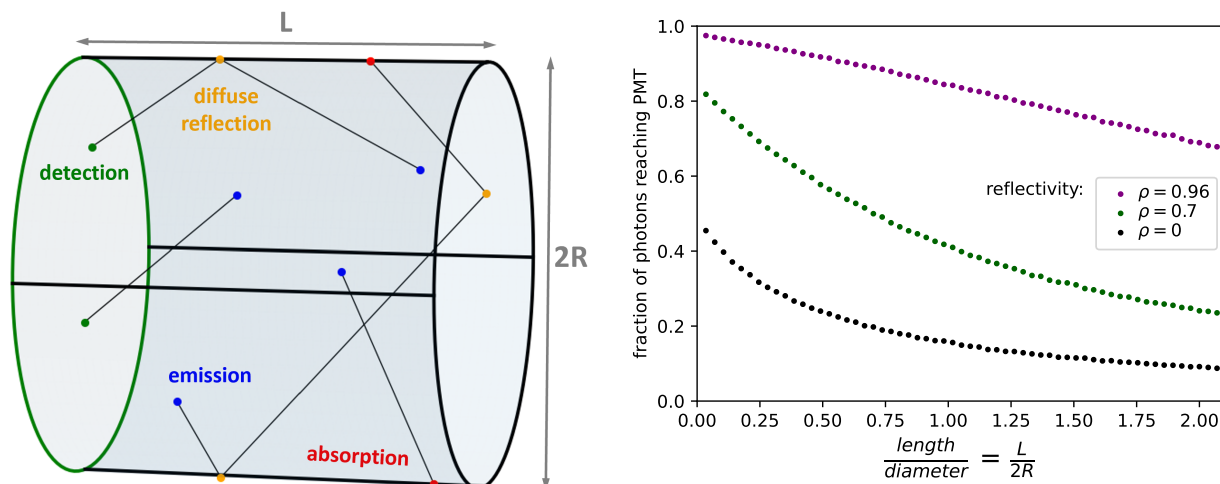 L
diffuse
reflection
detection
2R
emission
absorption
fraction of photons reaching PMT
1.0
0.8
0.6
0.4
0.2
0.0
reflectivity:
ρ = 0.96
ρ = 0.7
ρ = 0
0.00 0.25 0.50 0.75 1.00 1.25 1.50 1.75 2.00
length
diameter
=
L
2R